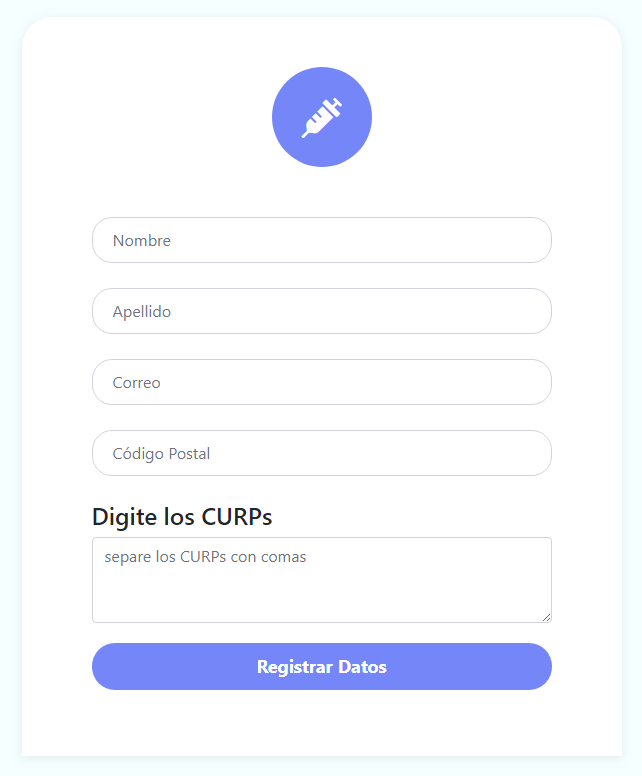 Nombre
Apellido
Correo
Código Postal
Digite los CURPs
separe los CURPs con comas
Registrar Datos